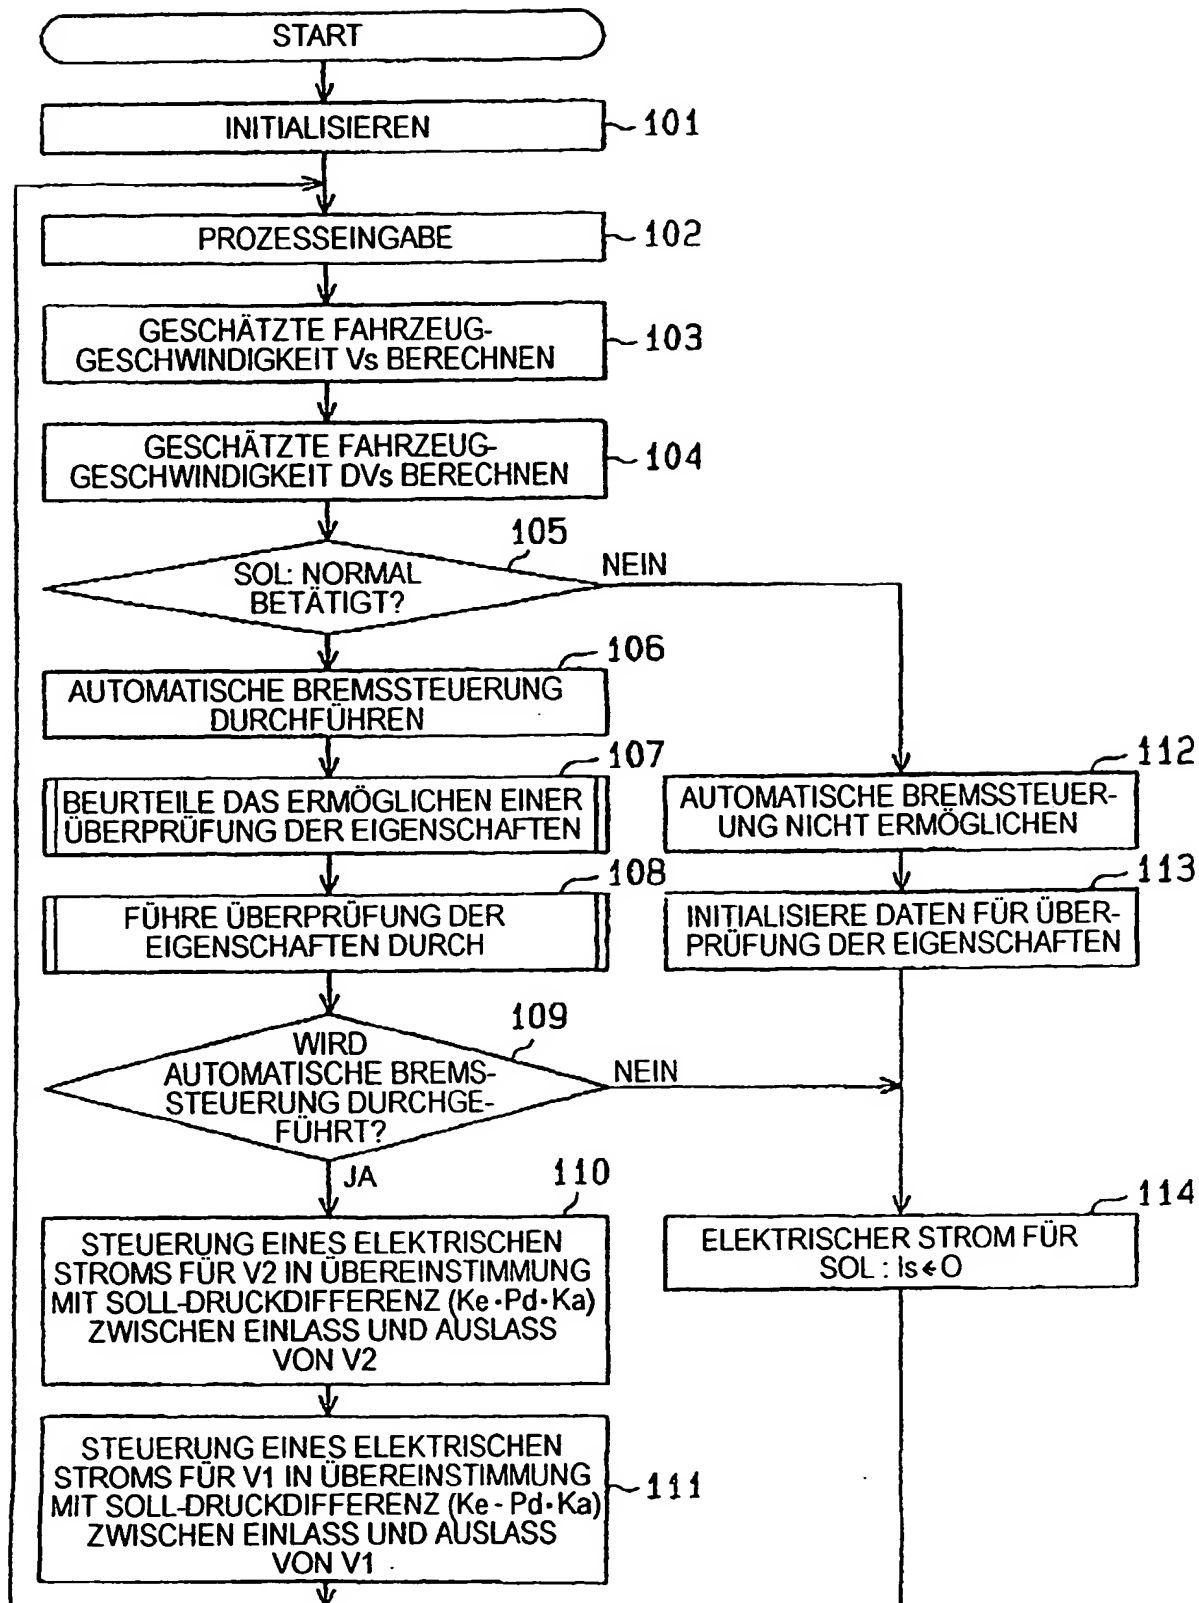 START
INITIALISIEREN
101
PROZESSEINGABE
102
GESCHÄTZTE FAHRZEUG-
GESCHWINDIGKEIT Vs BERECHNEN
103
GESCHÄTZTE FAHRZEUG-
GESCHWINDIGKEIT DVs BERECHNEN
104
105
SOL: NORMAL
BETÄTIGT?
NEIN
106
AUTOMATISCHE BREMSSTEUERUNG
DURCHFÜHREN
107
BEURTEILE DAS ERMÖGLICHEN EINER
ÜBERPRÜFUNG DER EIGENSCHAFTEN
112
AUTOMATISCHE BREMSSTEUER-
UNG NICHT ERMÖGLICHEN
108
FÜHRE ÜBERPRÜFUNG DER
EIGENSCHAFTEN DURCH
113
INITIALISIERE DATEN FÜR ÜBER-
PRÜFUNG DER EIGENSCHAFTEN
109
WIRD
AUTOMATISCHE BREMS-
STEUERUNG DURCHGE-
FÜHRT?
NEIN
JA
110
STEUERUNG EINES ELEKTRISCHEN
STROMS FÜR V2 IN ÜBEREINSTIMMUNG
MIT SOLL-DRUCKDIFFERENZ (Ke·Pd·Ka)
ZWISCHEN EINLASS UND AUSLASS
VON V2
114
ELEKTRISCHER STROM FÜR
SOL : Is←O
STEUERUNG EINES ELEKTRISCHEN
STROMS FÜR V1 IN ÜBEREINSTIMMUNG
MIT SOLL-DRUCKDIFFERENZ (Ke - Pd·Ka)
ZWISCHEN EINLASS UND AUSLASS
VON V1
111